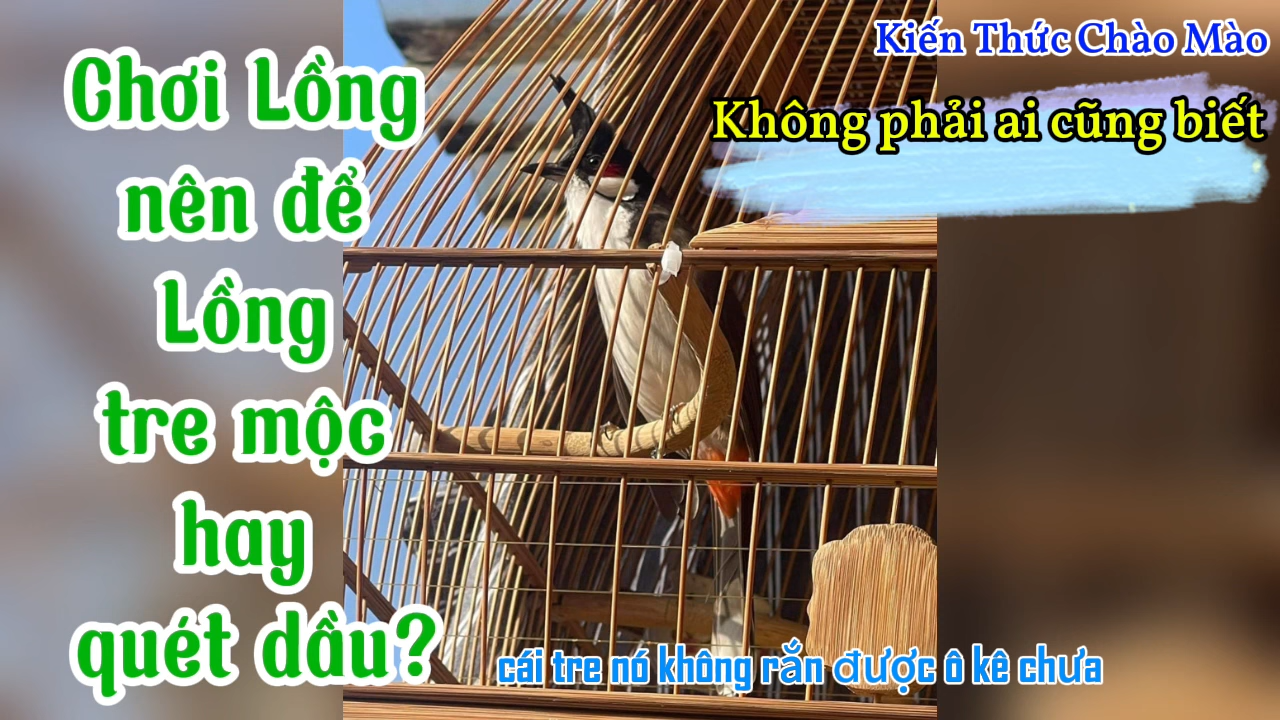 Kiến Thức Chào Mào
Không phải ai cũng biết
Chơi Lồng
nên để
Lồng
tre mộc
hay
quét dầu?
cái tre nó không rắn được ô kê chưa